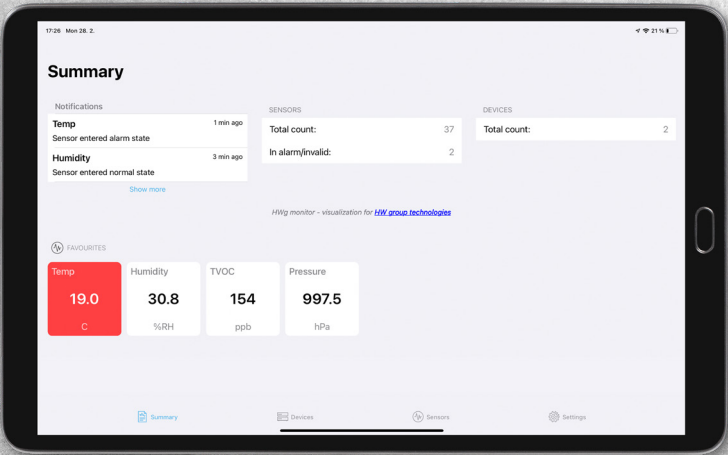 17:26 Mon 28. 2.
21 %
Summary
Notifications
Temp 1 min ago
Sensor entered alarm state
Humidity 3 min ago
Sensor entered normal state
Show more
SENSORS
Total count: 37
In alarm/invalid: 2
DEVICES
Total count: 2
HWg monitor - visualization for HW group technologies
FAVOURITES
Temp
19.0
C
Humidity
30.8
%RH
TVOC
154
ppb
Pressure
997.5
hPa
Summary
Devices
Sensors
Settings